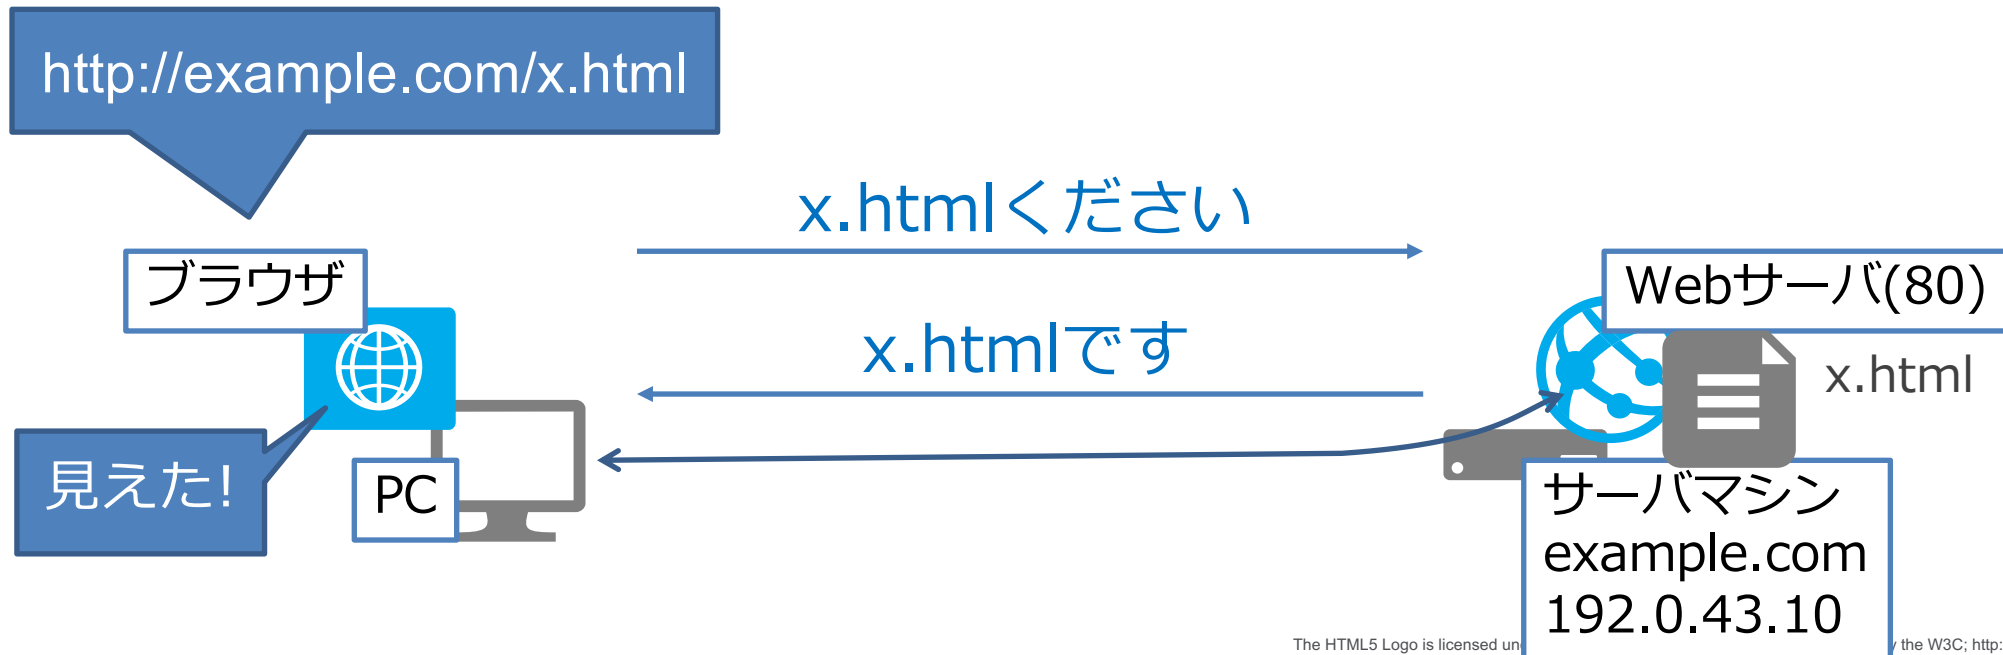 http://example.com/x.html
x.htmlください
ブラウザ
Webサーバ(80)
x.htmlです
x.html
見えた!
PC
サーバマシン
example.com
192.0.43.10
The HTML5 Logo is licensed
the W3C; http: